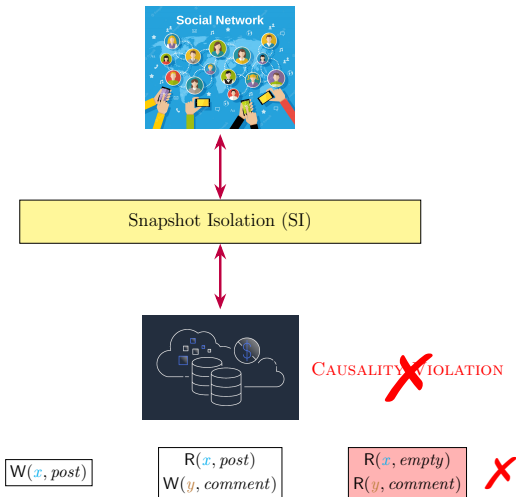 Social Network
Snapshot Isolation (SI)
$
CAUSALITY VIOLATION
W(x, post)
R(x, post)
W(y, comment)
R(x, empty)
R(y, comment)